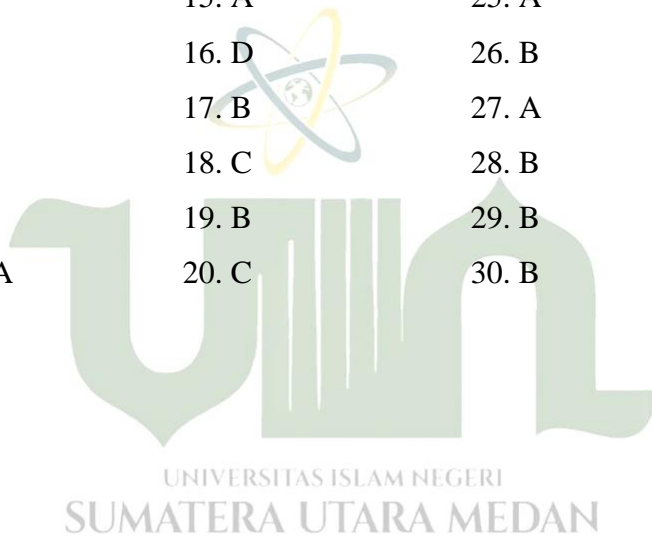 16. D 26. B
17. B 27. A
18. C 28. B
19. B 29. B
A 20. C 30. B
UNIVERSITAS ISLAM NEGERI
SUMATERA UTARA MEDAN